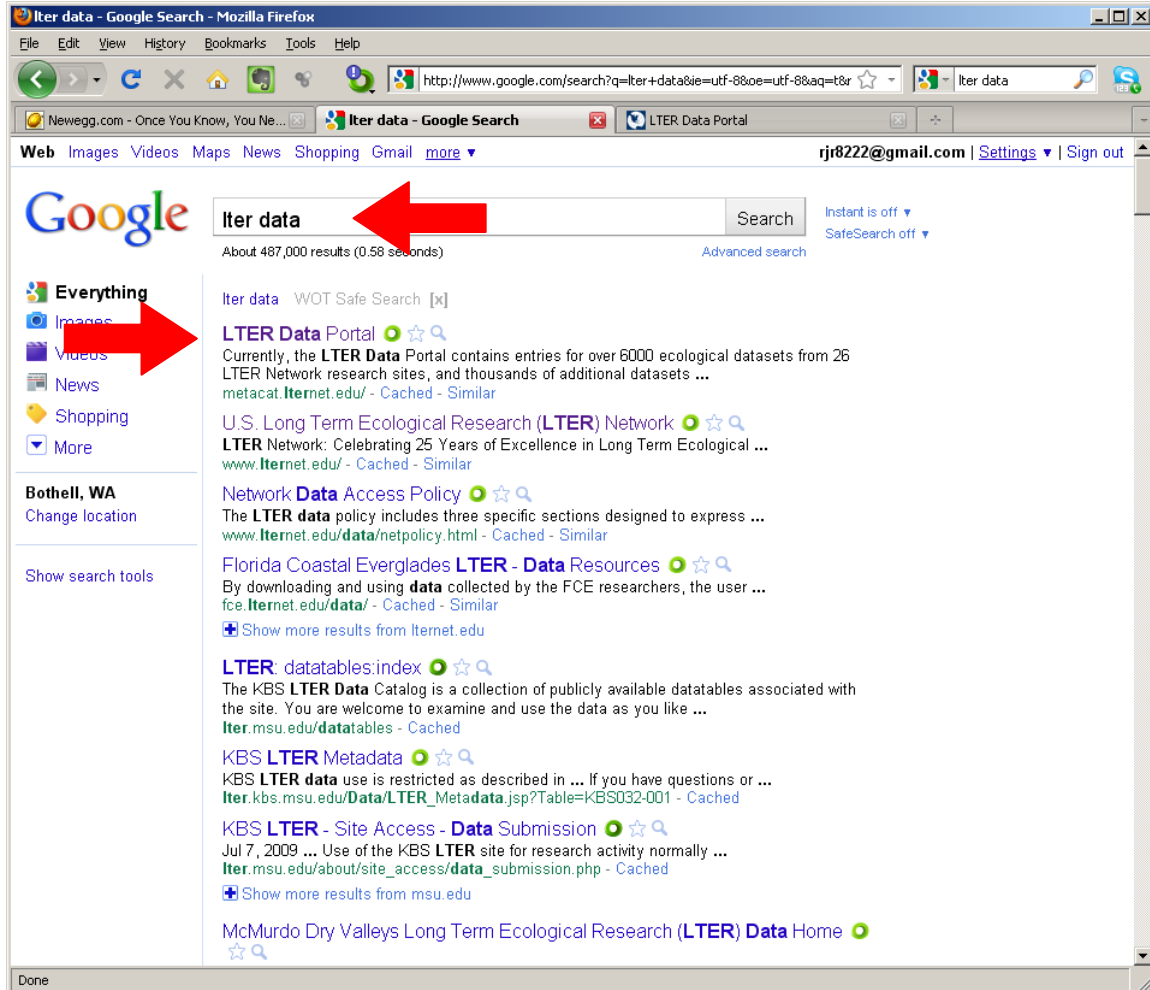 lter data - Google Search - Mozilla Firefox
File Edit View History Bookmarks Tools Help
http://www.google.com/search?q=lter+data&ie=utf-8&oe=utf-8&aq=t&r
lter data
Newegg.com - Once You Know, You Ne... lter data - Google Search LTER Data Portal
Web Images Videos Maps News Shopping Gmail more ▼ rjr8222@gmail.com | Settings ▼ | Sign out
Google
lter data
Search
Instant is off ▼
SafeSearch off ▼
About 487,000 results (0.58 seconds)
Advanced search
Everything
Images
Videos
News
Shopping
More
Bothell, WA
Change location
Show search tools
lter data WOT Safe Search [x]
LTER Data Portal
Currently, the LTER Data Portal contains entries for over 6000 ecological datasets from 26
LTER Network research sites, and thousands of additional datasets ...
metacat.lternet.edu/ - Cached - Similar
U.S. Long Term Ecological Research (LTER) Network
LTER Network: Celebrating 25 Years of Excellence in Long Term Ecological ...
www.lternet.edu/ - Cached - Similar
Network Data Access Policy
The LTER data policy includes three specific sections designed to express ...
www.lternet.edu/data/netpolicy.html - Cached - Similar
Florida Coastal Everglades LTER - Data Resources
By downloading and using data collected by the FCE researchers, the user ...
fce.lternet.edu/data/ - Cached - Similar
Show more results from lternet.edu
LTER: datatables:index
The KBS LTER Data Catalog is a collection of publicly available datatables associated with
the site. You are welcome to examine and use the data as you like ...
lter.msu.edu/datatables - Cached
KBS LTER Metadata
KBS LTER data use is restricted as described in ... If you have questions or ...
lter.kbs.msu.edu/Data/LTER_Metadata.jsp?Table=KBS032-001 - Cached
KBS LTER - Site Access - Data Submission
Jul 7, 2009 ... Use of the KBS LTER site for research activity normally ...
lter.msu.edu/about/site_access/data_submission.php - Cached
Show more results from msu.edu
McMurdo Dry Valleys Long Term Ecological Research (LTER) Data Home
Done